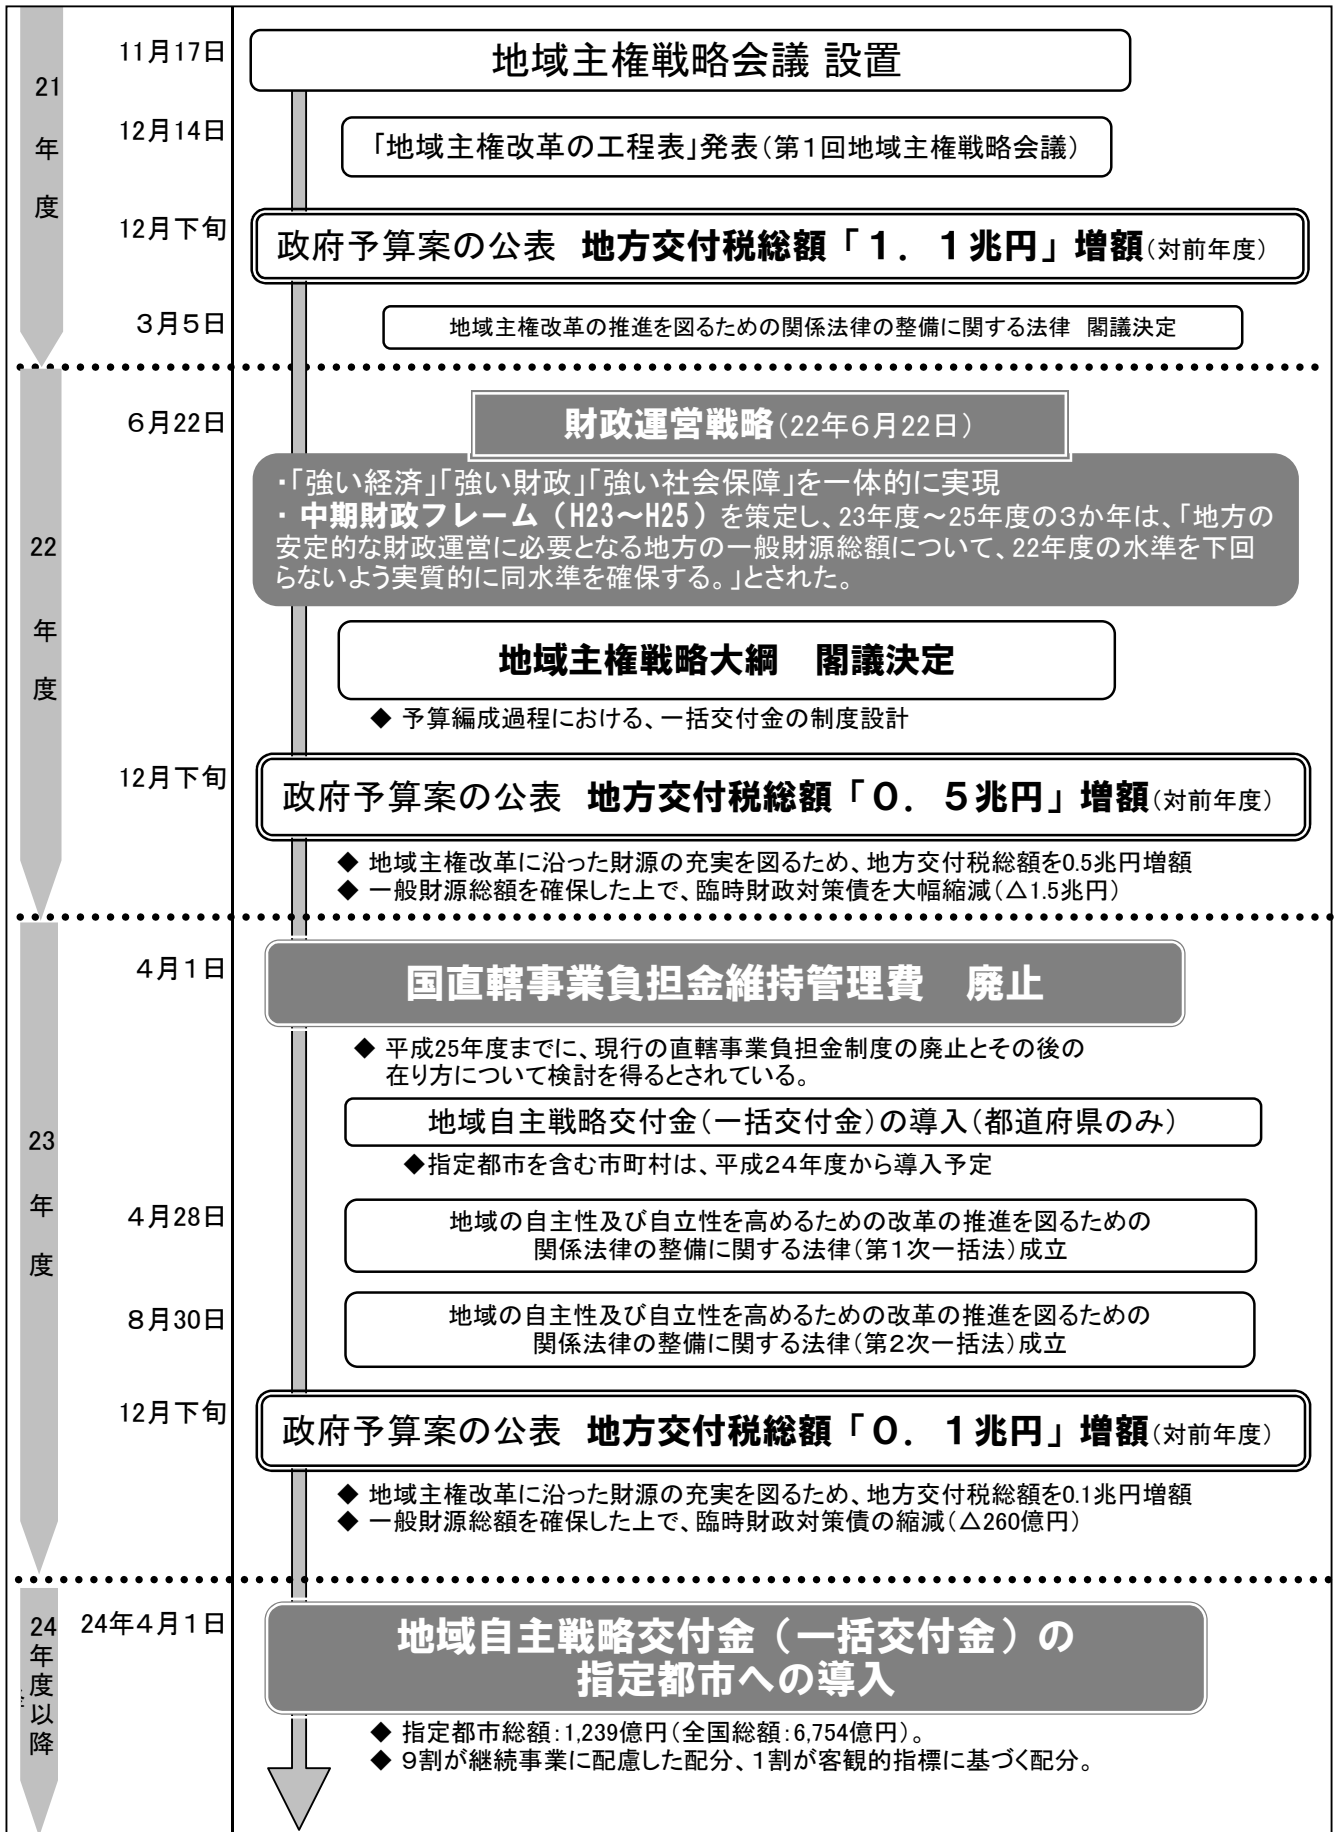 21
年
度
11月17日
地域主権戦略会議 設置
12月14日
「地域主権改革の工程表」発表(第1回地域主権戦略会議)
12月下旬
政府予算案の公表 地方交付税総額「1．1兆円」増額(対前年度)
3月5日
地域主権改革の推進を図るための関係法律の整備に関する法律 閣議決定
22
年
度
6月22日
財政運営戦略(22年6月22日)
・「強い経済」「強い財政」「強い社会保障」を一体的に実現
・中期財政フレーム（H23～H25）を策定し、23年度～25年度の3か年は、「地方の
安定的な財政運営に必要となる地方の一般財源総額について、22年度の水準を下回
らないよう実質的に同水準を確保する。」とされた。
地域主権戦略大綱 閣議決定
◆ 予算編成過程における、一括交付金の制度設計
12月下旬
政府予算案の公表 地方交付税総額「0．5兆円」増額(対前年度)
◆ 地域主権改革に沿った財源の充実を図るため、地方交付税総額を0.5兆円増額
◆ 一般財源総額を確保した上で、臨時財政対策債を大幅縮減(△1.5兆円)
23
年
度
4月1日
国直轄事業負担金維持管理費 廃止
◆ 平成25年度までに、現行の直轄事業負担金制度の廃止とその後の
在り方について検討を得るとされている。
地域自主戦略交付金(一括交付金)の導入(都道府県のみ)
◆指定都市を含む市町村は、平成24年度から導入予定
4月28日
地域の自主性及び自立性を高めるための改革の推進を図るための
関係法律の整備に関する法律(第1次一括法)成立
8月30日
地域の自主性及び自立性を高めるための改革の推進を図るための
関係法律の整備に関する法律(第2次一括法)成立
12月下旬
政府予算案の公表 地方交付税総額「0．1兆円」増額(対前年度)
◆ 地域主権改革に沿った財源の充実を図るため、地方交付税総額を0.1兆円増額
◆ 一般財源総額を確保した上で、臨時財政対策債の縮減(△260億円)
24
年
度
以
降
24年4月1日
地域自主戦略交付金（一括交付金）の
指定都市への導入
◆ 指定都市総額:1,239億円(全国総額:6,754億円)。
◆ 9割が継続事業に配慮した配分、1割が客観的指標に基づく配分。